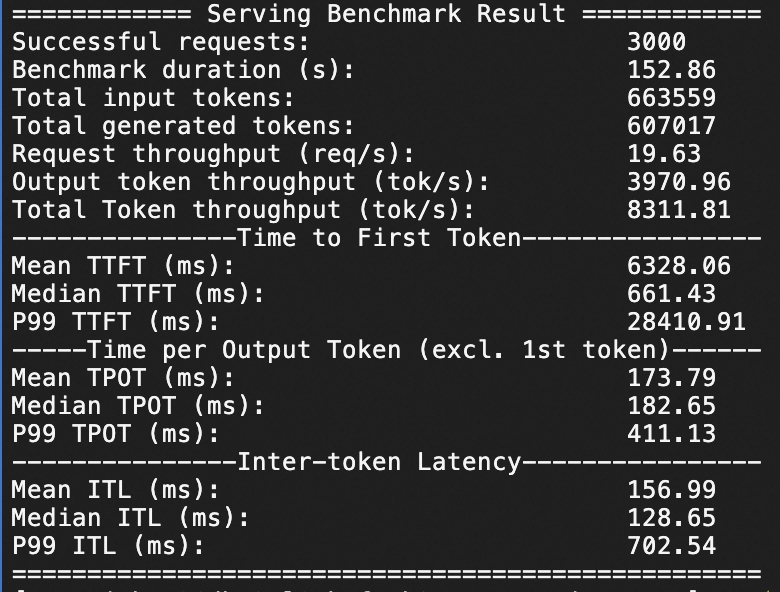 ============ Serving Benchmark Result ============
Successful requests:                     3000
Benchmark duration (s):                  152.86
Total input tokens:                      663559
Total generated tokens:                  607017
Request throughput (req/s):              19.63
Output token throughput (tok/s):         3970.96
Total Token throughput (tok/s):          8311.81
---------------Time to First Token----------------
Mean TTFT (ms):                          6328.06
Median TTFT (ms):                        661.43
P99 TTFT (ms):                           28410.91
-----Time per Output Token (excl. 1st token)------
Mean TPOT (ms):                          173.79
Median TPOT (ms):                        182.65
P99 TPOT (ms):                           411.13
---------------Inter-token Latency----------------
Mean ITL (ms):                           156.99
Median ITL (ms):                         128.65
P99 ITL (ms):                            702.54
==================================================